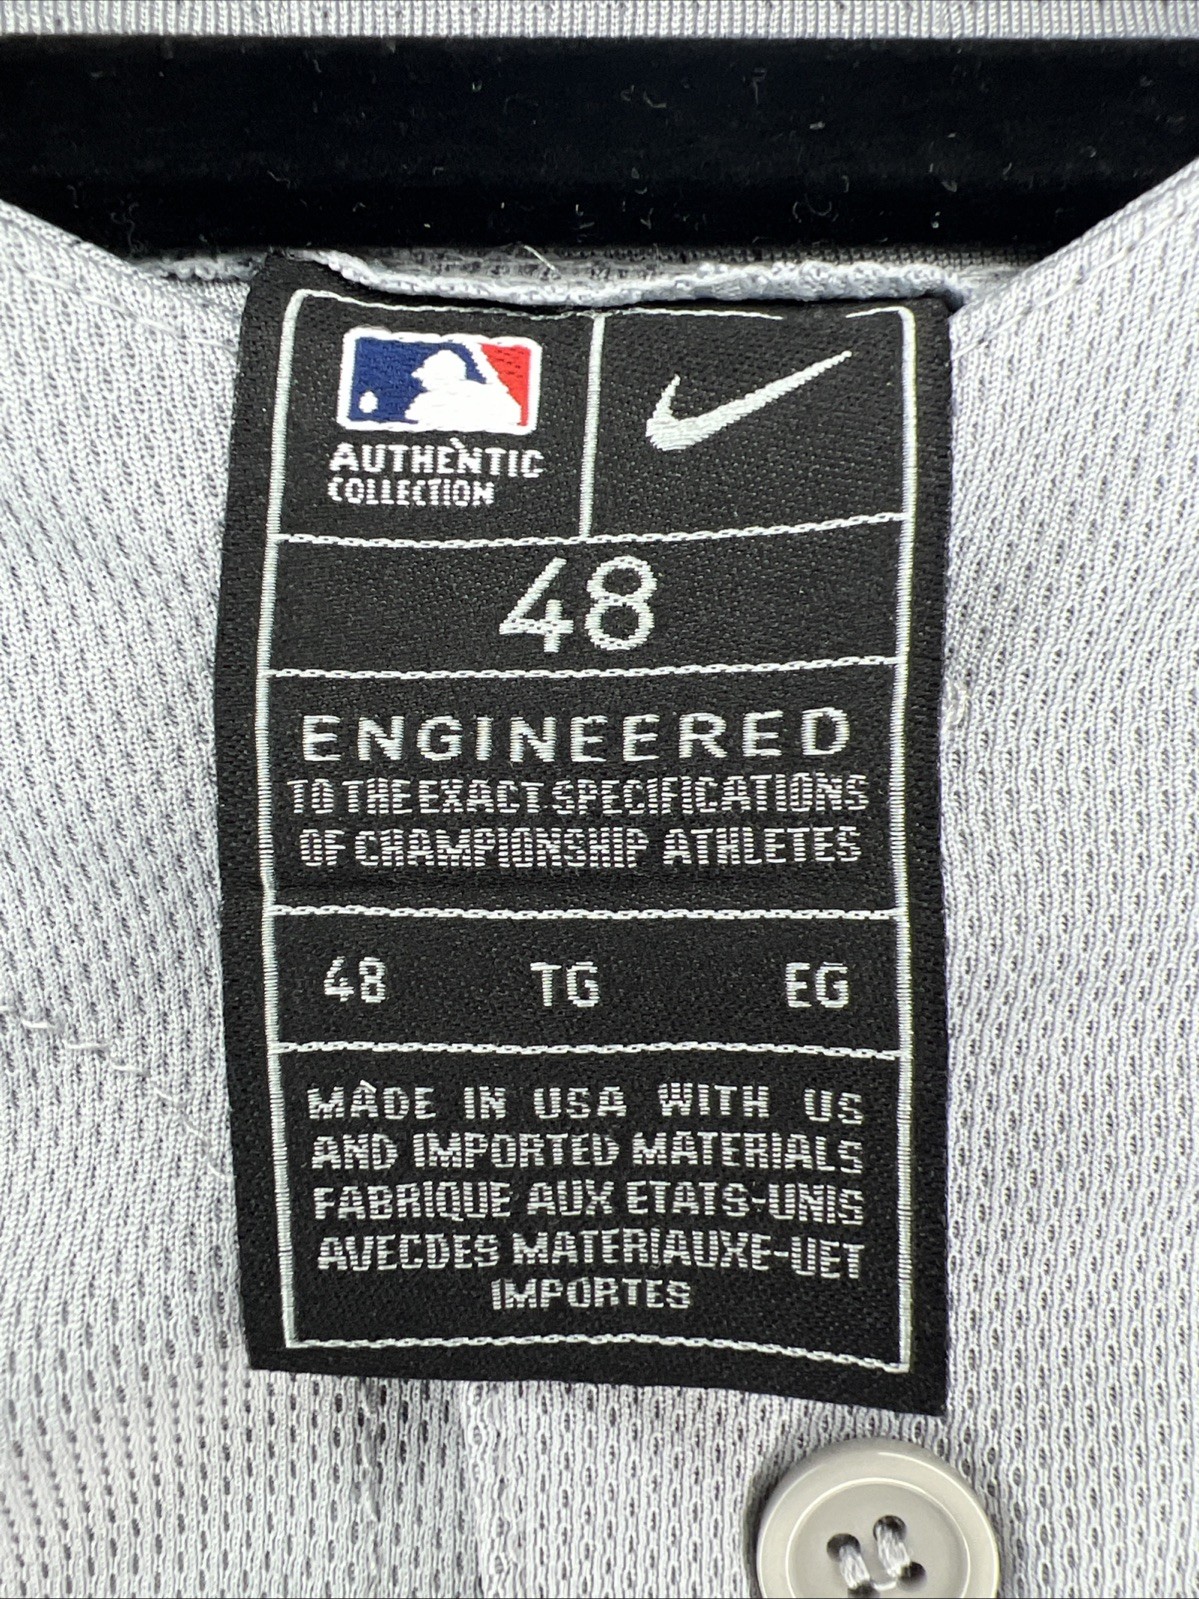 AUTHENTIC
COLLECTION
48
ENGINEERED
TO THE EXACT SPECIFICATIONS
OF CHAMPIONSHIP ATHLETES
48 TG EG
MADE IN USA WITH US
AND IMPORTED MATERIALS
FABRIQUE AUX ETATS-UNIS
AVECDES MATERIAUXE-UET
IMPORTES